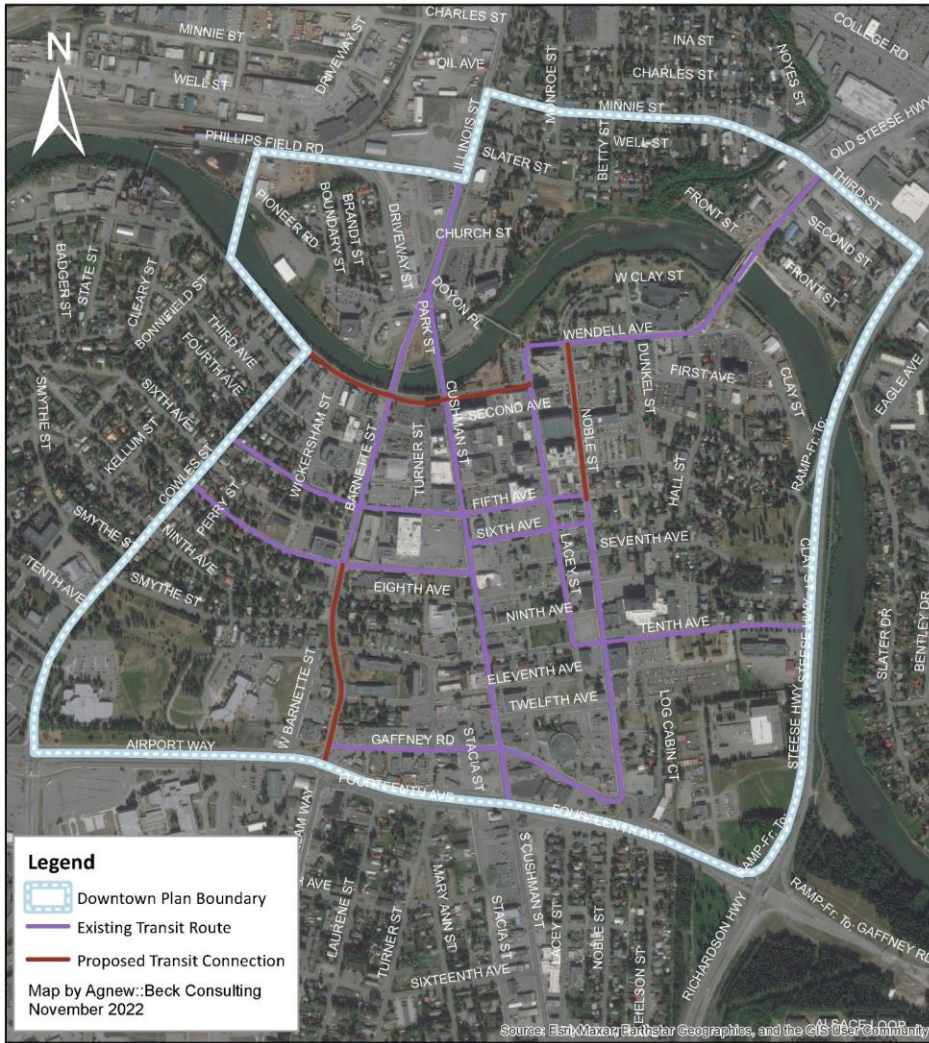 CHARLES ST
COLLEGE RD
MINNIE ST
N
INA ST
NOYES ST
OIL AVE
DRIVEWAY ST
WELL ST
CHARLES ST
MONROE ST
ILLINOIS ST
MINNIE ST
OLD STEESE HWY
PHILLIPS FIELD RD
BETTY ST
WELL ST
SLATER ST
THIRD ST
PIONEER RD
BOUNDARY ST
BRANDT ST
DRIVEWAY ST
FRONT ST
SECOND ST
CHURCH ST
BADGER ST
STATE ST
CLEARY ST
BONNIFIELD ST
W CLAY ST
FRONT ST
DOYON PL
PARK ST
WENDELL AVE
THIRD AVE
FOURTH AVE
DUNKEL ST
FIRST AVE
CLAY ST
EAGLE AVE
SMYTHE ST
SIXTH AVE
KELLUM ST
WICKERSHAM ST
BARNETTE ST
TURNER ST
CUSHMAN ST
SECOND AVE
NOBLE ST
HALL ST
RAMP-Fr. To:
COWLES ST
PERRY ST
FIFTH AVE
SMYTHE ST
NINTH AVE
SIXTH AVE
LACEY ST
SEVENTH AVE
TENTH AVE
SMYTHE ST
EIGHTH AVE
NINTH AVE
TENTH AVE
STEESE HWY
SLATER DR
BENTLEY DR
ELEVENTH AVE
TWELFTH AVE
W BARNETTE ST
LOG CABIN CT
STEESE HWY
AIRPORT WAY
GAFFNEY RD
STACIA ST
FOURTEENTH AVE
FOURTEENTH AVE
RAMP-Fr. To:
S CUSHMAN ST
LAURENE ST
TURNER ST
MARY ANN ST
STACIA ST
LACEY ST
NOBLE ST
SIXTEENTH AVE
RICHARDSON HWY
RAMP-Fr. To: GAFFNEY RD
Legend
Downtown Plan Boundary
Existing Transit Route
Proposed Transit Connection
Map by Agnew::Beck Consulting
November 2022
Source: Esri, Maxar, Earthstar Geographics, and the GIS User Community